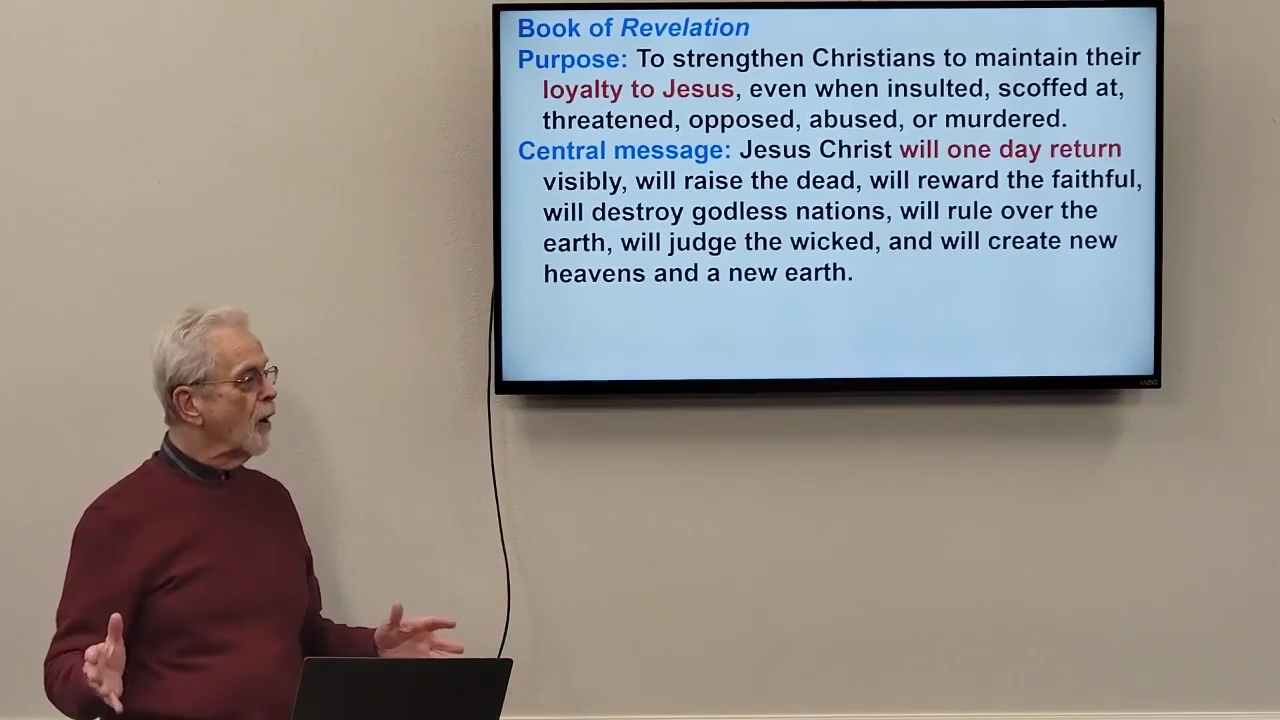 Book of Revelation
Purpose: To strengthen Christians to maintain their
loyalty to Jesus, even when insulted, scoffed at,
threatened, opposed, abused, or murdered.
Central message: Jesus Christ will one day return
visibly, will raise the dead, will reward the faithful,
will destroy godless nations, will rule over the
earth, will judge the wicked, and will create new
heavens and a new earth.
VIZIO